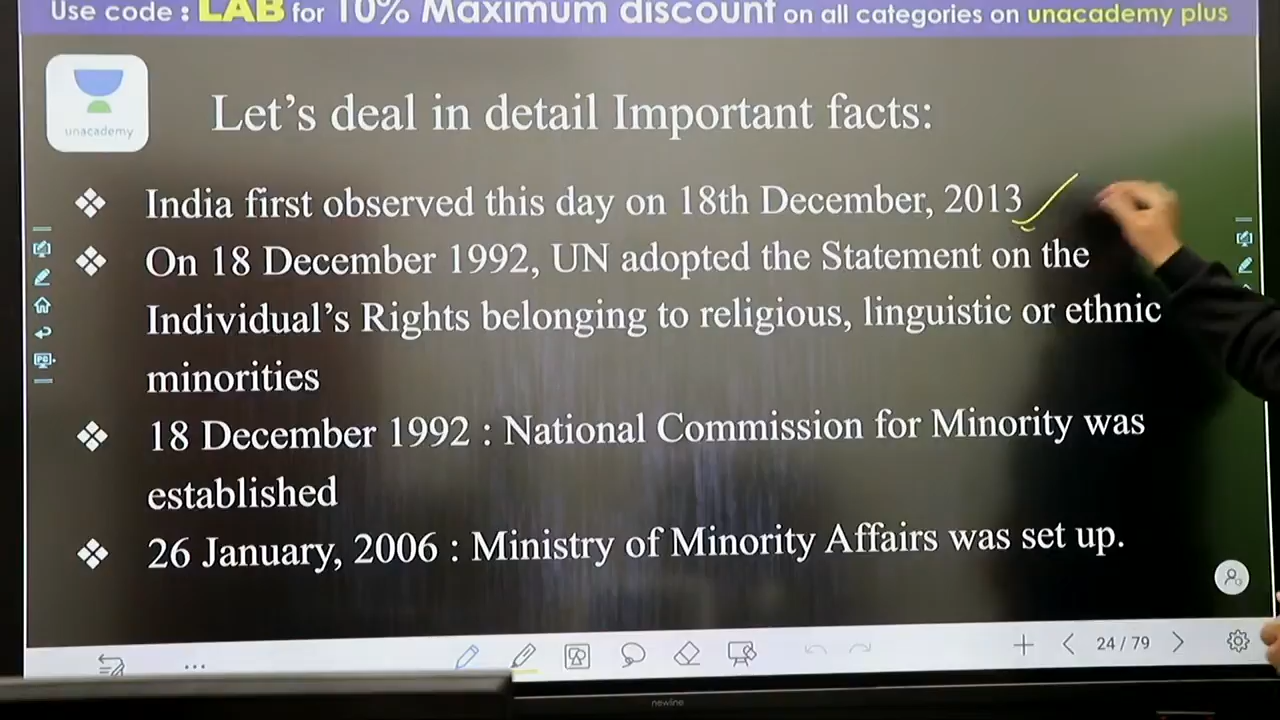 Use code : LAB for 10% Maximum discount on all categories on unacademy plus
unacademy
Let's deal in detail Important facts:
❖ India first observed this day on 18th December, 2013
❖ On 18 December 1992, UN adopted the Statement on the
Individual's Rights belonging to religious, linguistic or ethnic
minorities
❖ 18 December 1992 : National Commission for Minority was
established
❖ 26 January, 2006 : Ministry of Minority Affairs was set up.
24 / 79
newline